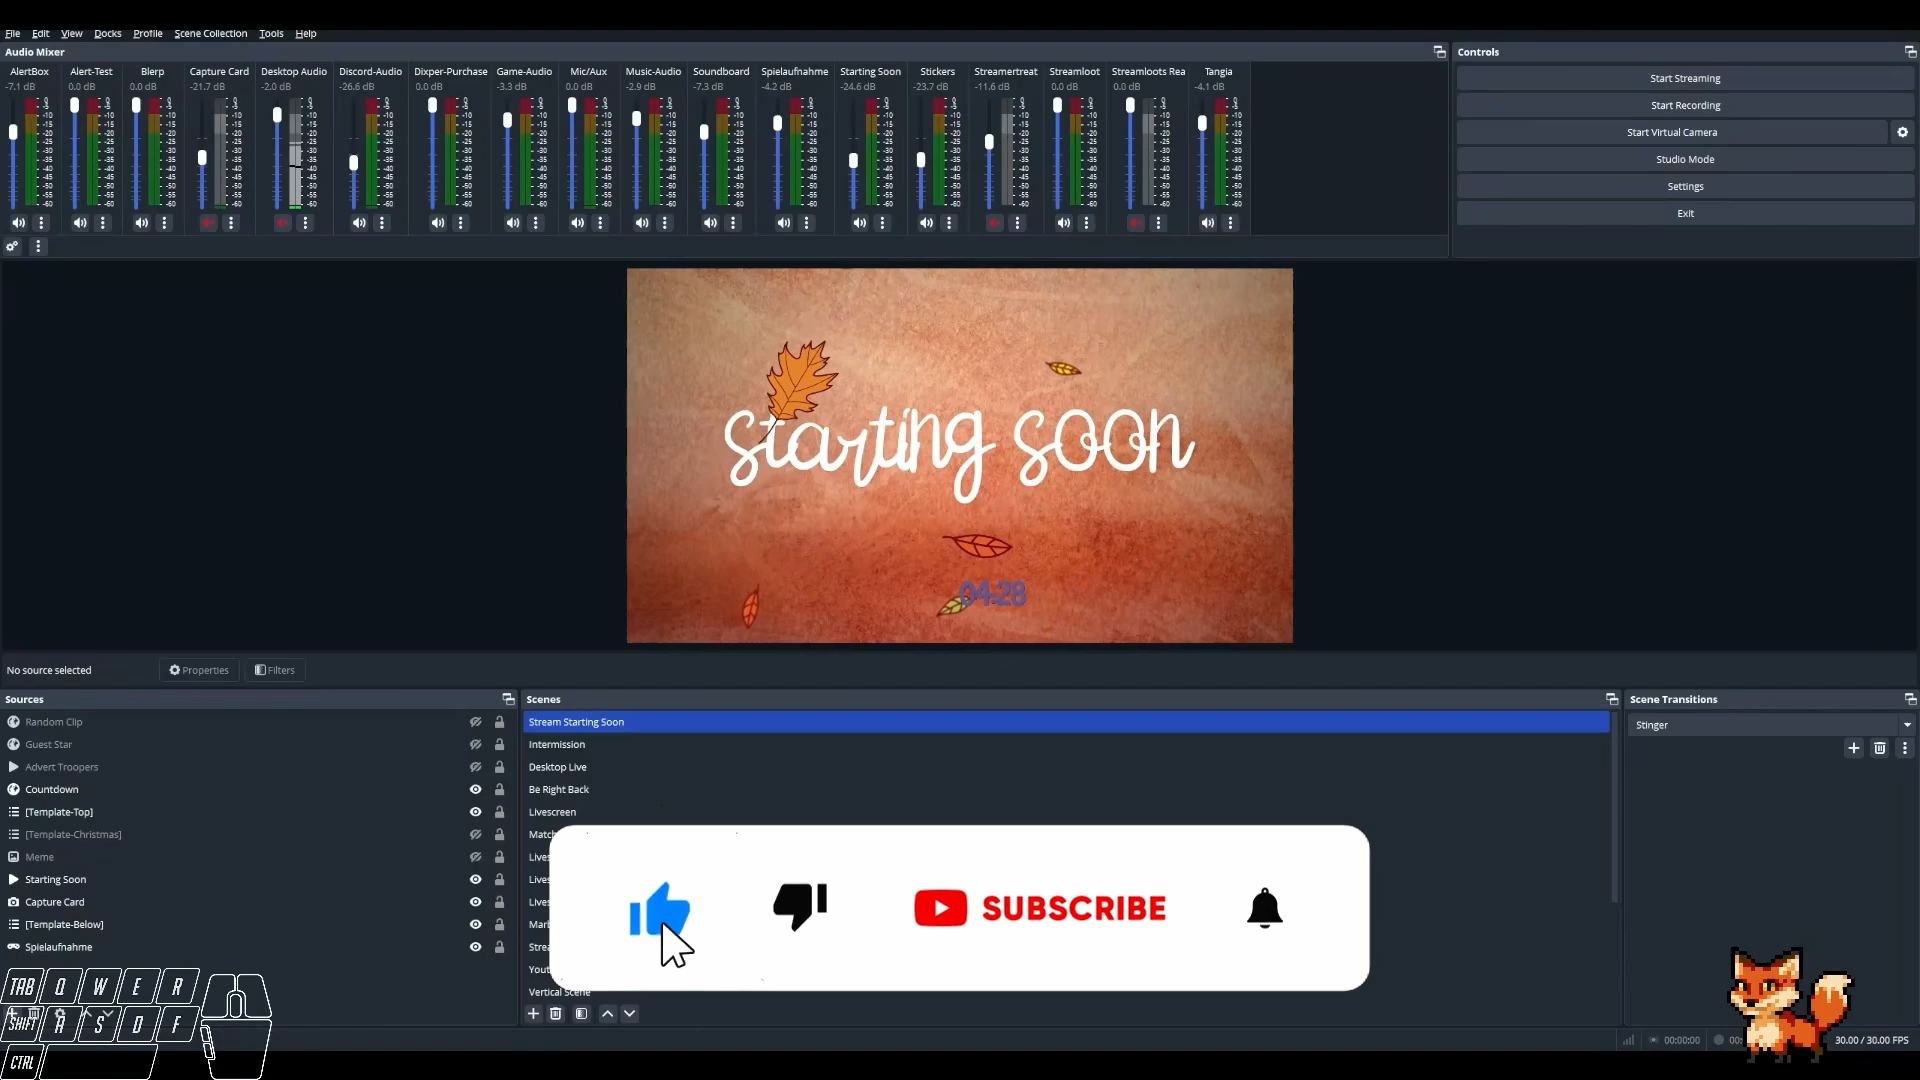 File Edit View Docks Profile Scene Collection Tools Help
Audio Mixer
Controls
AlertBox Alert-Test Blerp Capture Card Desktop Audio Discord-Audio Dixper-Purchase Game-Audio Mic/Aux Music-Audio Soundboard Spielaufnahme Starting Soon Stickers Streamertreat Streamloot Streamloots Rea Tangia
-7.1 dB 0.0 dB 0.0 dB -21.7 dB -2.0 dB -26.6 dB 0.0 dB -3.3 dB 0.0 dB -2.9 dB -7.3 dB -4.2 dB -24.6 dB -23.7 dB -11.6 dB 0.0 dB 0.0 dB -4.1 dB
Start Streaming
Start Recording
Start Virtual Camera
Studio Mode
Settings
Exit
starting soon
04:28
No source selected
Properties
Filters
Sources
Random Clip
Guest Star
Advert Troopers
Countdown
[Template-Top]
[Template-Christmas]
Meme
Starting Soon
Capture Card
[Template-Below]
Spielaufnahme
Scenes
Stream Starting Soon
Intermission
Desktop Live
Be Right Back
Livescreen
Vertical Scene
Scene Transitions
Stinger
SUBSCRIBE
TAB Q W E R
SHIFT A S D F
CTRL
00:00:00
30.00 / 30.00 FPS